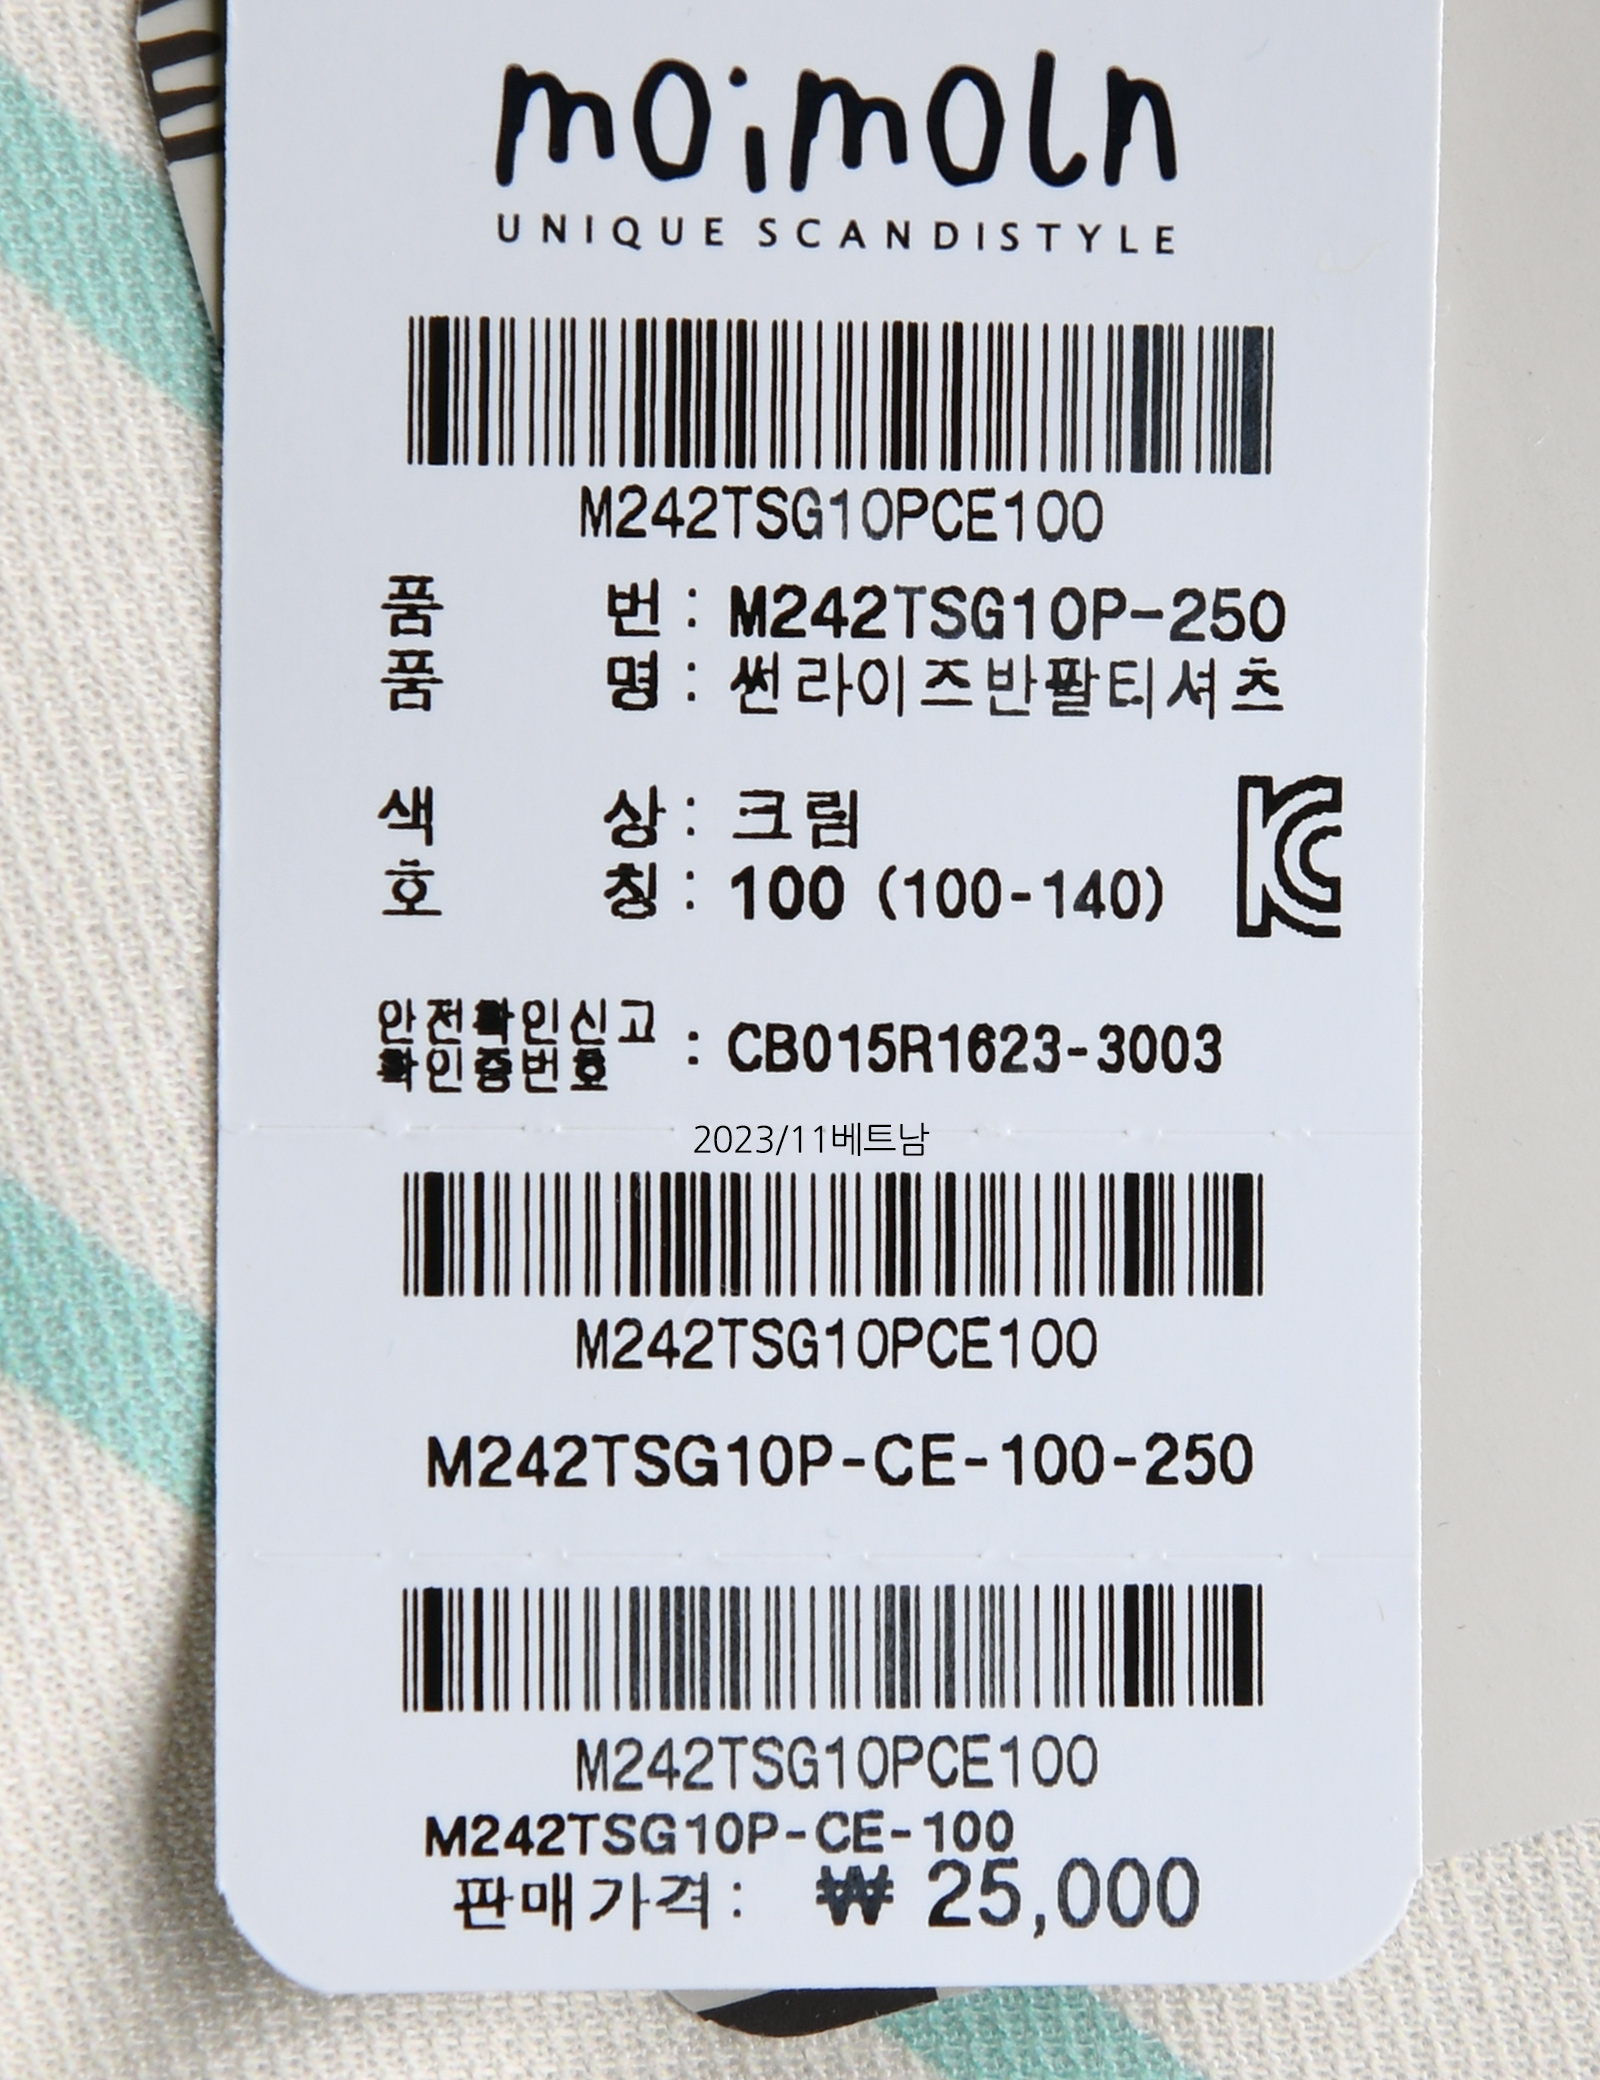 moimoln
UNIQUE SCANDISTYLE
M242TSG10PCE100
품 번 : M242TSG10P-250
품 명 : 썬라이즈반팔티셔츠
색 상 : 크림
호 칭 : 100 (100-140)
KC
안전확인신고
확인증번호 : CB015R1623-3003
2023/11베트남
M242TSG10PCE100
M242TSG10P-CE-100-250
M242TSG10PCE100
M242TSG10P-CE-100
판매가격: ₩ 25,000